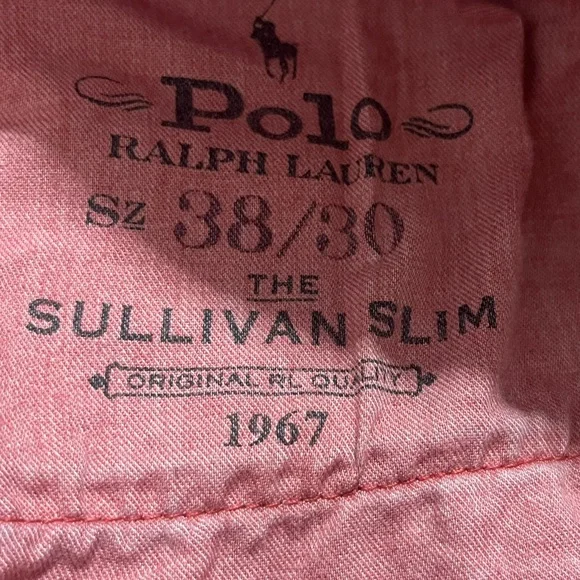 Polo
RALPH LAUREN
Sz 38/30
THE
SULLIVAN SLIM
ORIGINAL RL QUALITY
1967